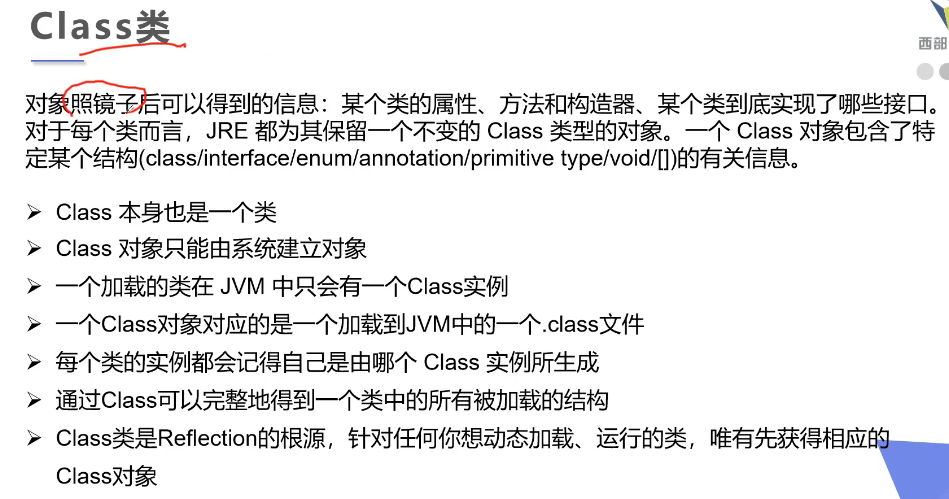 Class类
西部
对象照镜子后可以得到的信息：某个类的属性、方法和构造器、某个类到底实现了哪些接口。
对于每个类而言，JRE 都为其保留一个不变的 Class 类型的对象。一个 Class 对象包含了特
定某个结构(class/interface/enum/annotation/primitive type/void/[])的有关信息。
➢ Class 本身也是一个类
➢ Class 对象只能由系统建立对象
➢ 一个加载的类在 JVM 中只会有一个Class实例
➢ 一个Class对象对应的是一个加载到JVM中的一个.class文件
➢ 每个类的实例都会记得自己是由哪个 Class 实例所生成
➢ 通过Class可以完整地得到一个类中的所有被加载的结构
➢ Class类是Reflection的根源，针对任何你想动态加载、运行的类，唯有先获得相应的
Class对象